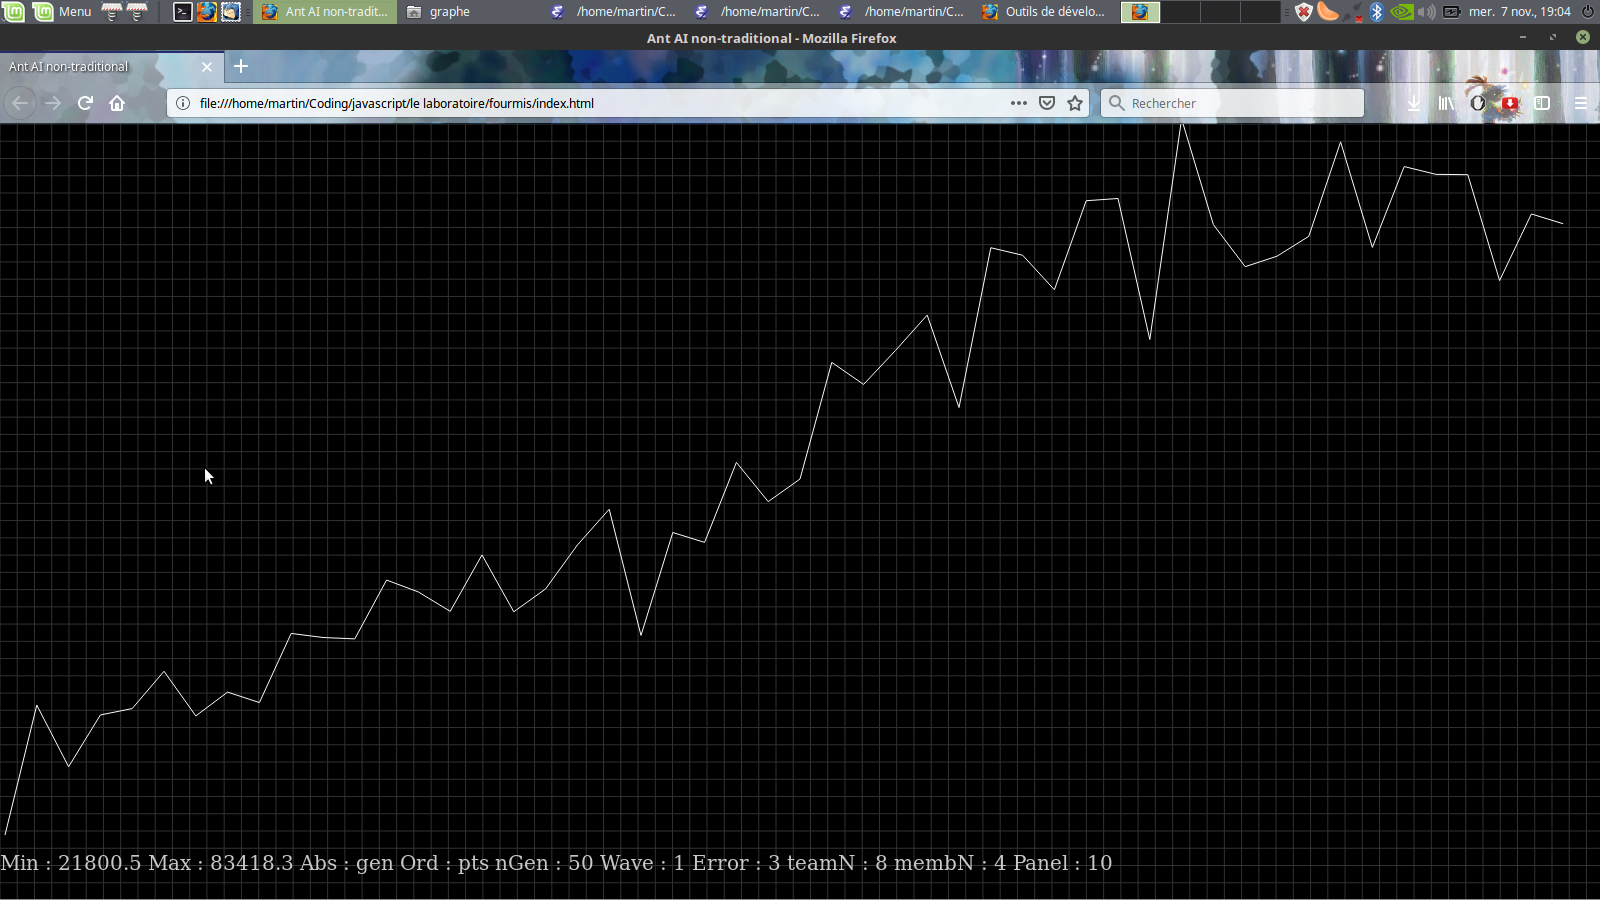 Menu Ant AI non-tradit... graphe /home/martin/C... /home/martin/C... /home/martin/C... Outils de dévelo... mer. 7 nov., 19:04
Ant AI non-traditional - Mozilla Firefox
Ant AI non-traditional
file:///home/martin/Coding/javascript/le laboratoire/fourmis/index.html Rechercher
Min : 21800.5 Max : 83418.3 Abs : gen Ord : pts nGen : 50 Wave : 1 Error : 3 teamN : 8 membN : 4 Panel : 10